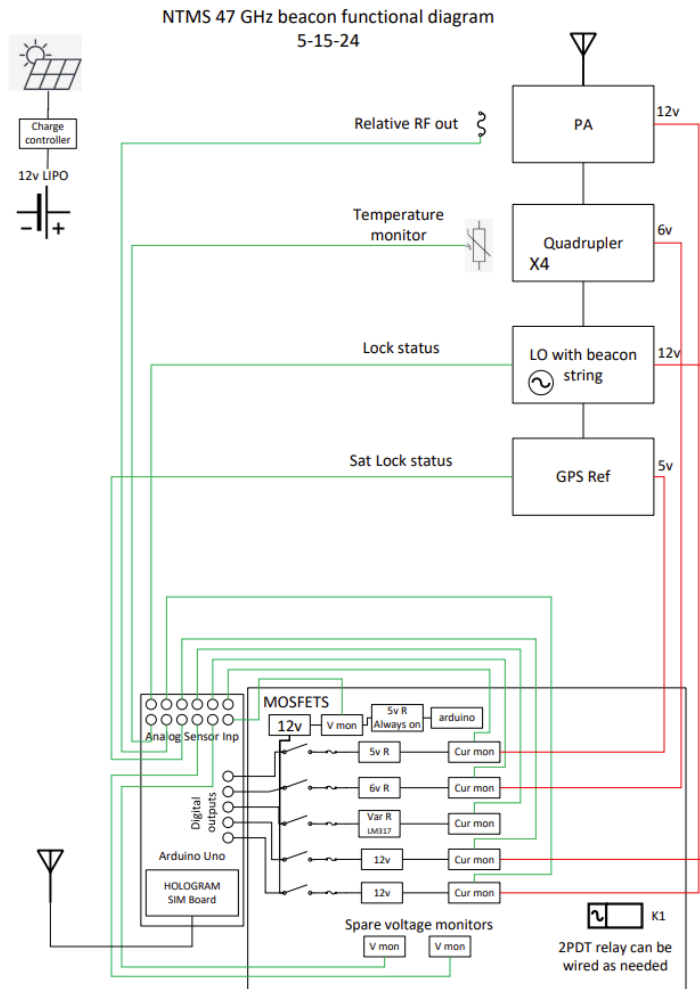 NTMS 47 GHz beacon functional diagram
5-15-24
Charge
controller
12v LIPO
Relative RF out
PA
12v
Temperature
monitor
Quadrupler
X4
6v
Lock status
LO with beacon
string
12v
Sat Lock status
GPS Ref
5v
MOSFETS
12v
V mon
5v R
Always on
arduino
Analog Sensor Inp
5v R
Cur mon
6v R
Cur mon
Var R
LM317
Cur mon
12v
Cur mon
12v
Cur mon
Digital
outputs
Arduino Uno
HOLOGRAM
SIM Board
Spare voltage monitors
V mon
V mon
K1
2PDT relay can be
wired as needed